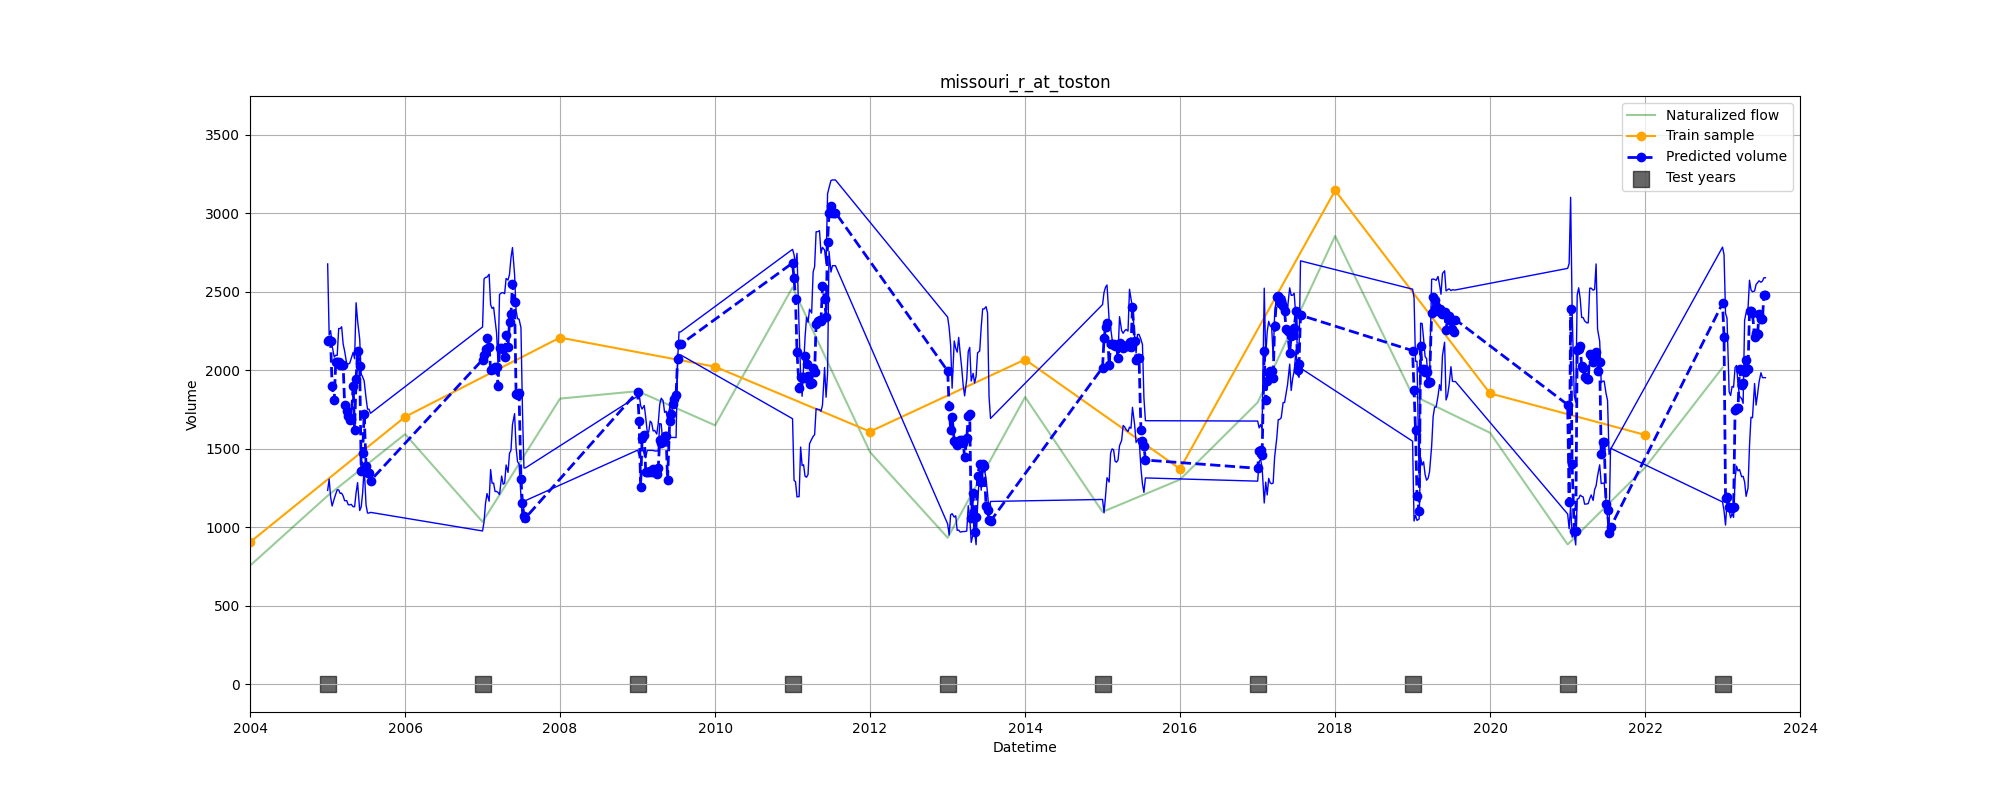 missouri_r_at_toston
Naturalized flow
Train sample
Predicted volume
Test years
Volume
3500
3000
2500
2000
1500
1000
500
0
2004 2006 2008 2010 2012 2014 2016 2018 2020 2022 2024
Datetime